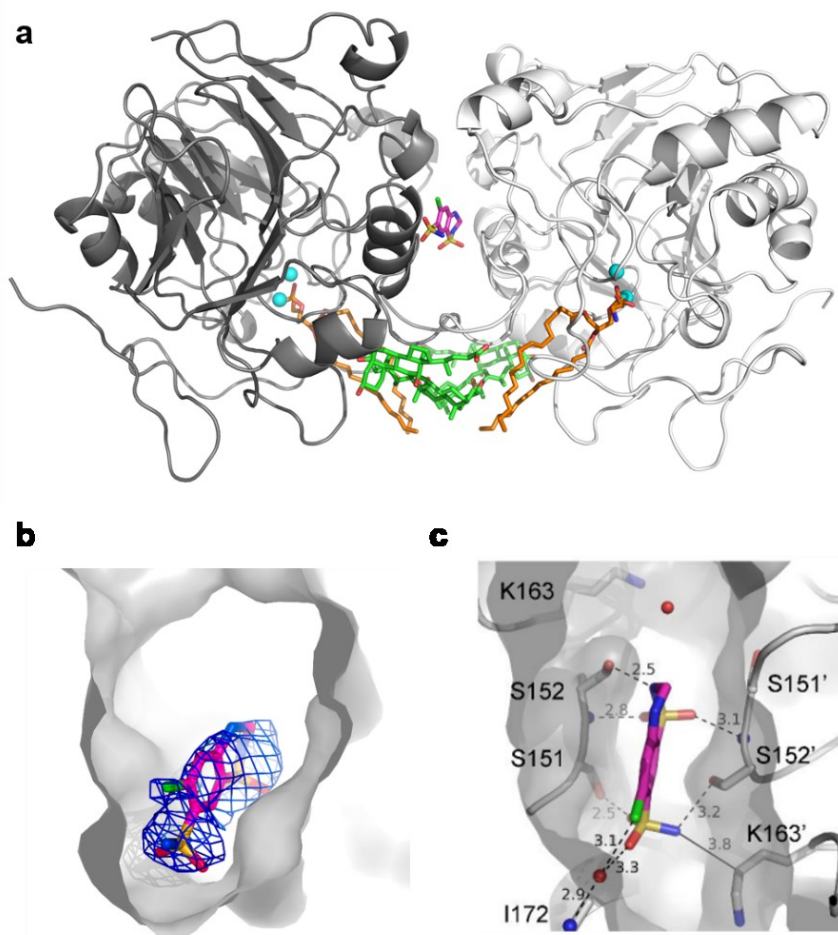 a
b
c
K163
2.5
S152
S151'
2.8
3.1
S151
S152'
2.5
3.2
3.1
K163'
3.3
3.8
2.9
I172